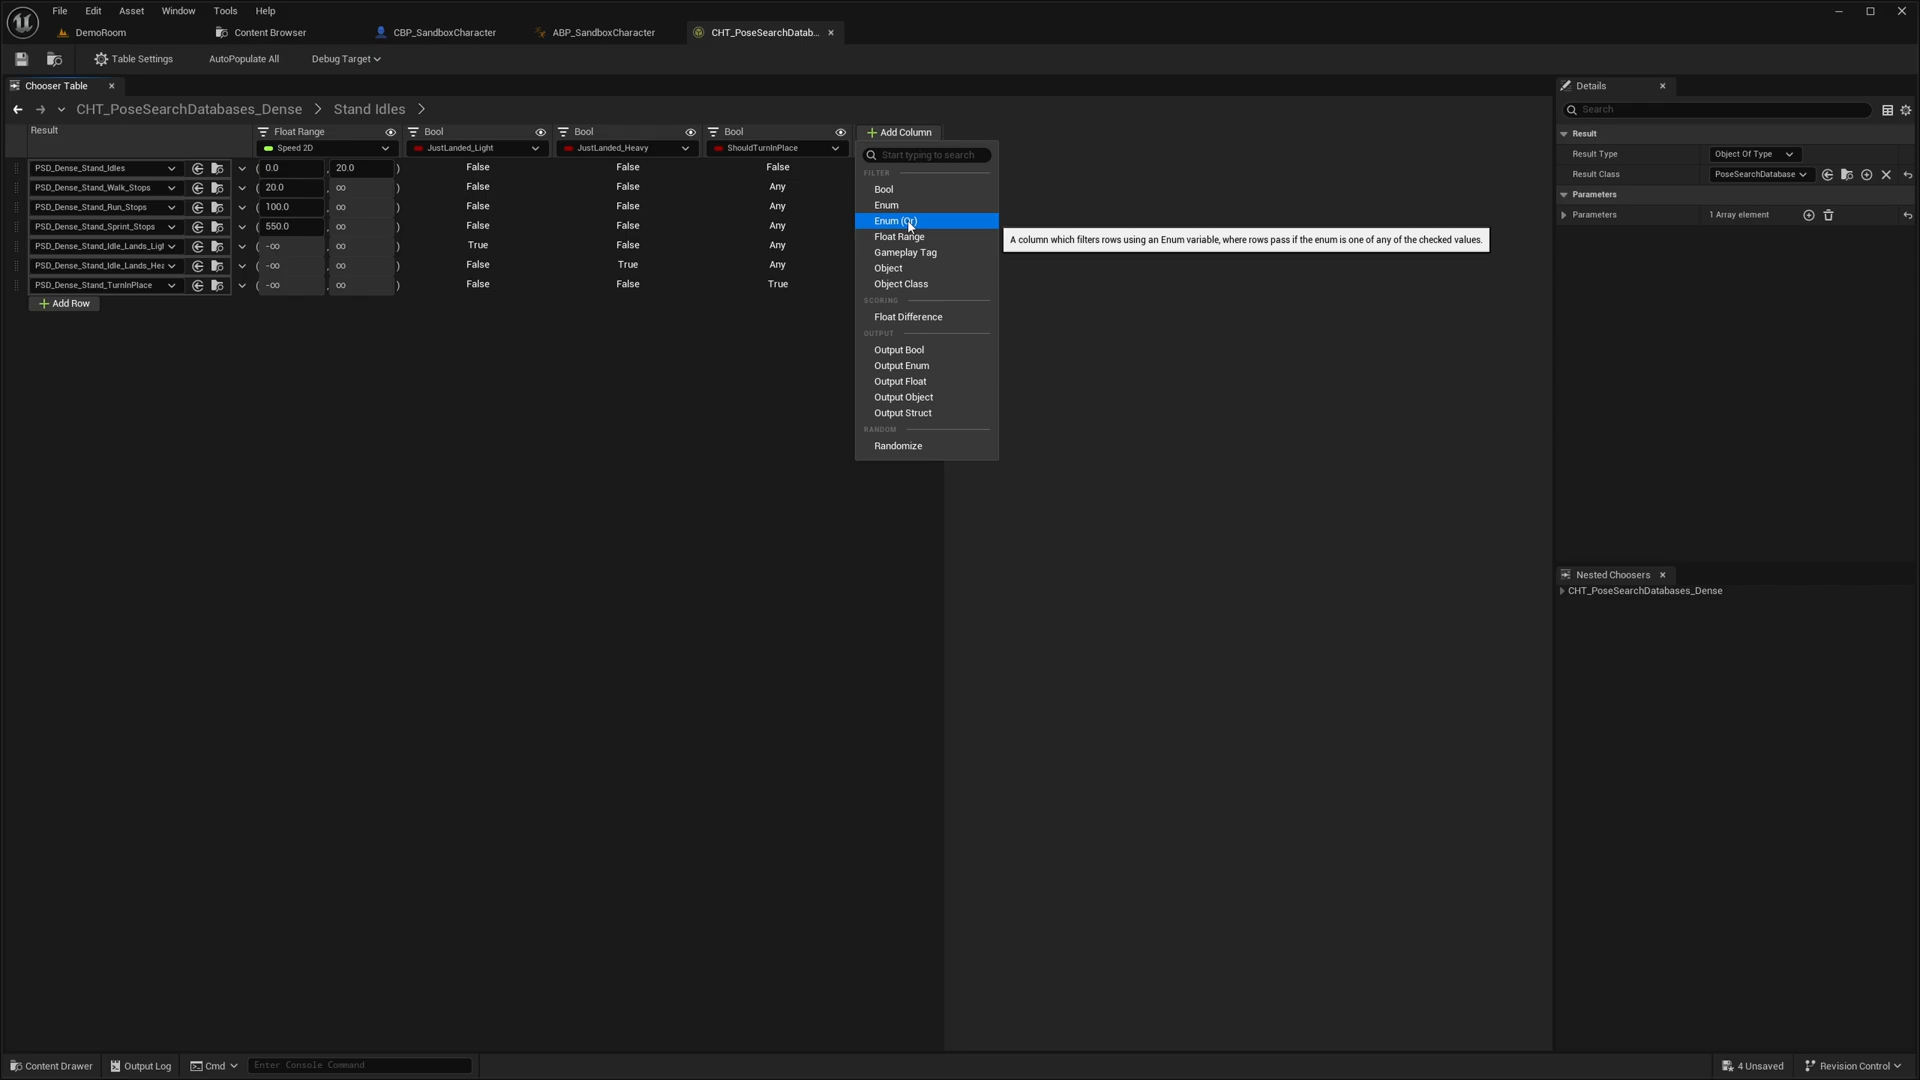 File Edit Asset Window Tools Help
DemoRoom Content Browser CBP_SandboxCharacter ABP_SandboxCharacter CHT_PoseSearchDatab...
Table Settings AutoPopulate All Debug Target
Chooser Table Details
CHT_PoseSearchDatabases_Dense > Stand Idles > Search
Result Float Range Bool Bool Bool + Add Column Result
Speed 2D JustLanded_Light JustLanded_Heavy ShouldTurnInPlace
Start typing to search
Result Type Object Of Type
PSD_Dense_Stand_Idles ( 0.0 , 20.0 ) False False False
FILTER
Result Class PoseSearchDatabase
PSD_Dense_Stand_Walk_Stops ( 20.0 , ∞ ) False False Any
Bool
Parameters
PSD_Dense_Stand_Run_Stops ( 100.0 , ∞ ) False False Any
Enum
Parameters 1 Array element
PSD_Dense_Stand_Sprint_Stops ( 550.0 , ∞ ) False False Any
Enum (Or)
Float Range
A column which filters rows using an Enum variable, where rows pass if the enum is one of any of the checked values.
PSD_Dense_Stand_Idle_Lands_Ligh ( -∞ , ∞ ) True False Any
Gameplay Tag
PSD_Dense_Stand_Idle_Lands_Hea ( -∞ , ∞ ) False True Any
Object
PSD_Dense_Stand_TurnInPlace ( -∞ , ∞ ) False False True
Object Class
+ Add Row
SCORING
Float Difference
OUTPUT
Output Bool
Output Enum
Output Float
Output Object
Output Struct
RANDOM
Randomize
Nested Choosers
CHT_PoseSearchDatabases_Dense
Content Drawer Output Log Cmd Enter Console Command 4 Unsaved Revision Control